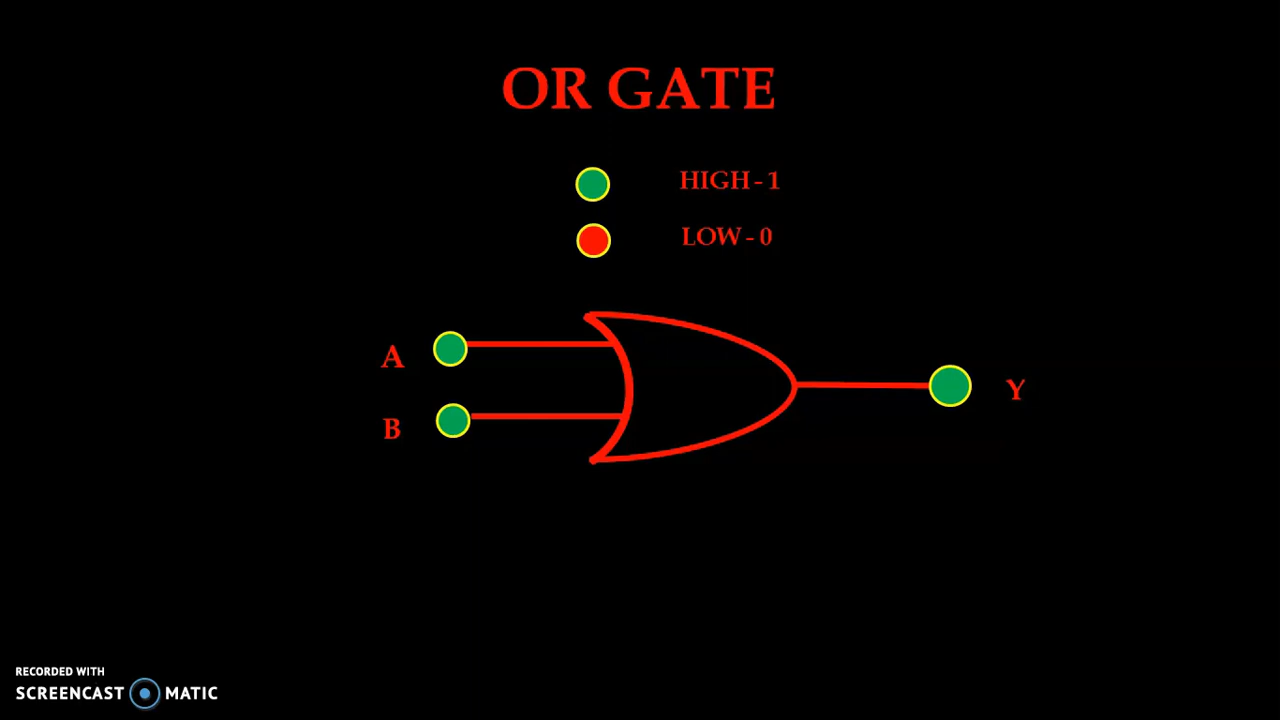 OR GATE
HIGH - 1
LOW - 0
A
B
Y
RECORDED WITH
SCREENCAST MATIC